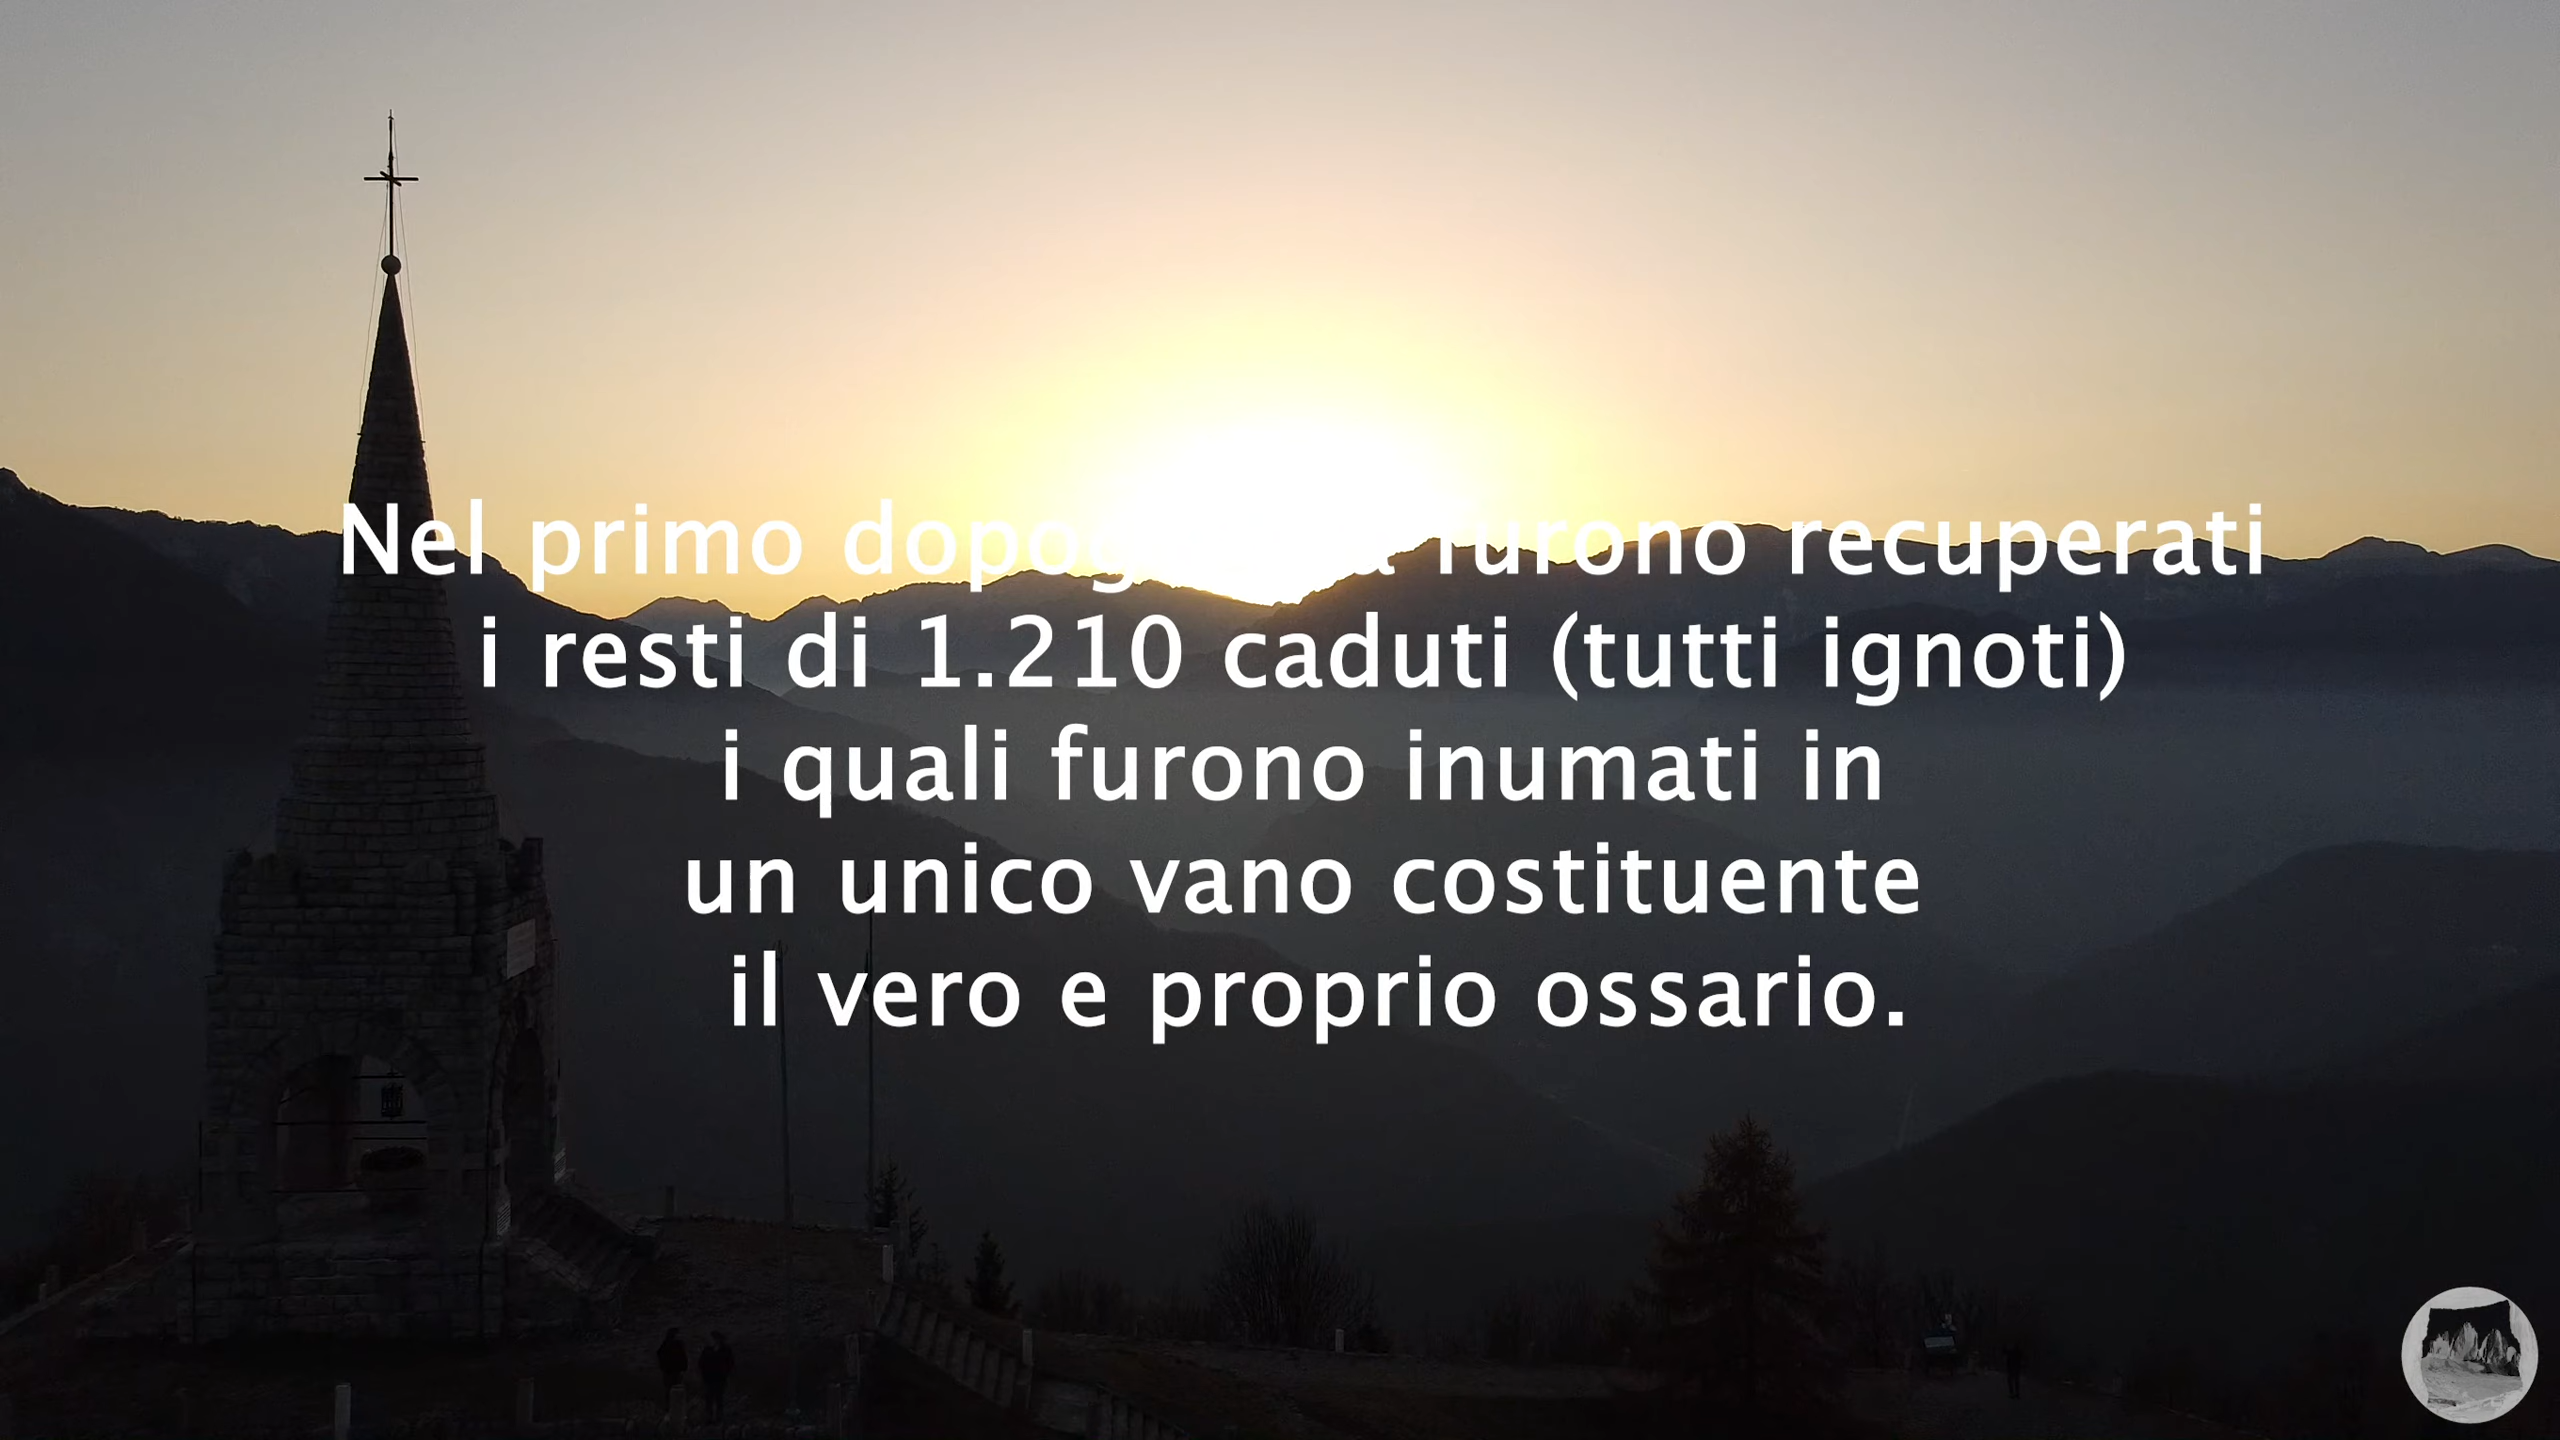 Nel primo dopoguerra furono recuperati
i resti di 1.210 caduti (tutti ignoti)
i quali furono inumati in
un unico vano costituente
il vero e proprio ossario.